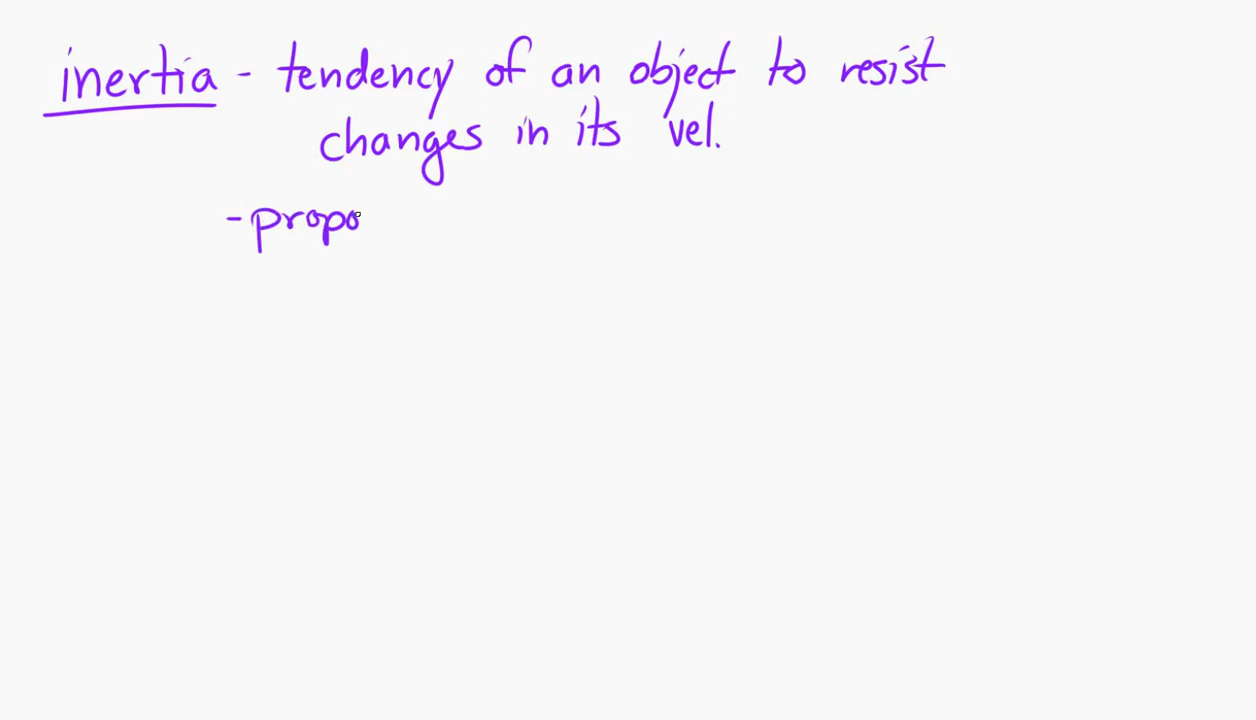 inertia - tendency of an object to resist
changes in its vel.
- propo